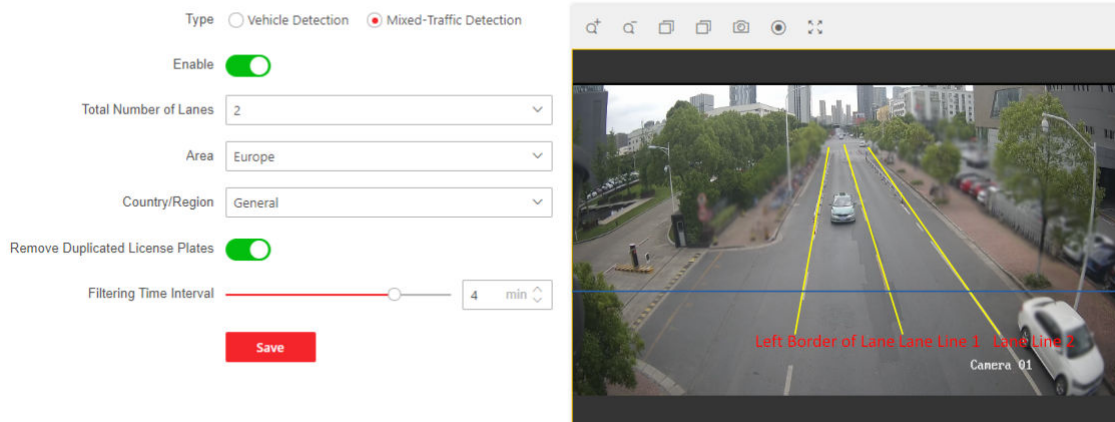 Type Vehicle Detection Mixed-Traffic Detection
Enable
Total Number of Lanes 2
Area Europe
Country/Region General
Remove Duplicated License Plates
Filtering Time Interval 4 min
Save
Left Border of Lane Lane Line 1 Lane Line 2
Camera 01